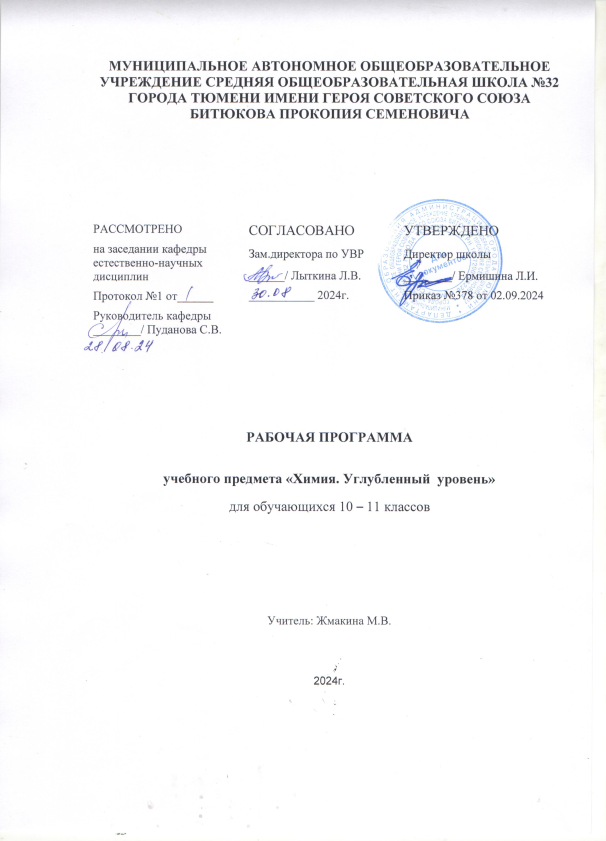 МУНИЦИПАЛЬНОЕ АВТОНОМНОЕ ОБЩЕОБРАЗОВАТЕЛЬНОЕ
УЧРЕЖДЕНИЕ СРЕДНЯЯ ОБЩЕОБРАЗОВАТЕЛЬНАЯ ШКОЛА №32
ГОРОДА ТЮМЕНИ ИМЕНИ ГЕРОЯ СОВЕТСКОГО СОЮЗА
БИТЮКОВА ПРОКОПИЯ СЕМЕНОВИЧА
РАССМОТРЕНО
на заседании кафедры
естественно-научных
дисциплин
Протокол №1 от
Руководитель кафедры
/ Пуданова С.В.
28/08.24
СОГЛАСОВАНО
Зам.директора по УВР
/ Лыткина Л.В.
30.08 2024г.
УТВЕРЖДЕНО
Директор школы
/ Ермишина Л.И.
Приказ №378 от 02.09.2024
Для документов
РАБОЧАЯ ПРОГРАММА
учебного предмета «Химия. Углубленный уровень»
для обучающихся 10 – 11 классов
Учитель: Жмакина М.В.
2024г.